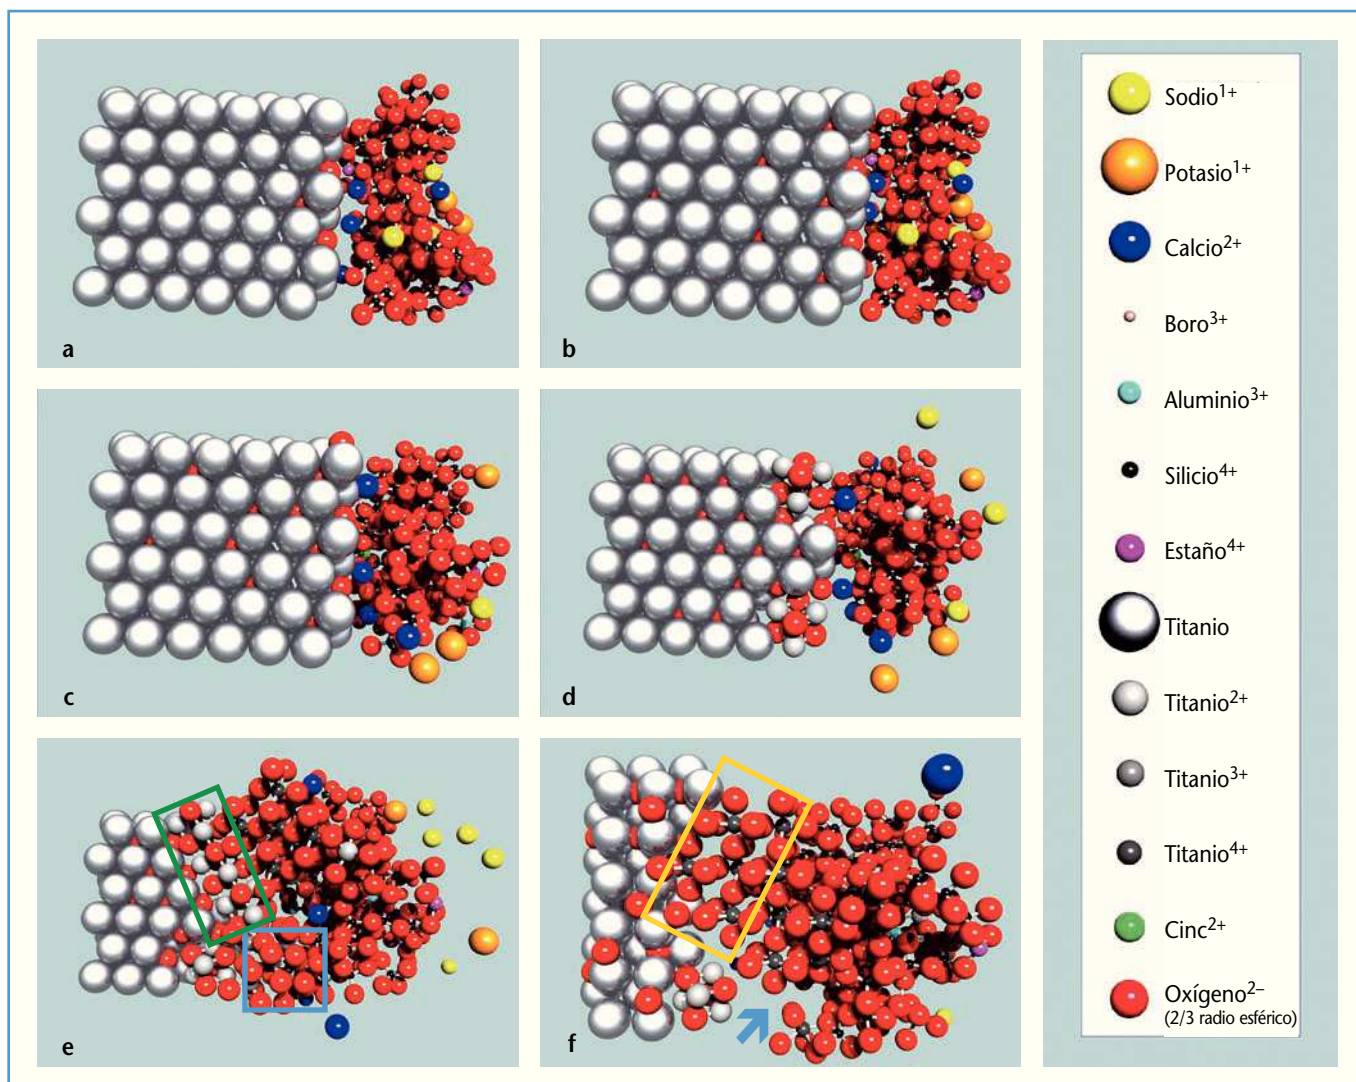 a
b
c
d
e
f
Sodio¹⁺
Potasio¹⁺
Calcio²⁺
Boro³⁺
Aluminio³⁺
Silicio⁴⁺
Estaño⁴⁺
Titanio
Titanio²⁺
Titanio³⁺
Titanio⁴⁺
Cinc²⁺
Oxígeno²⁻
(2/3 radio esférico)